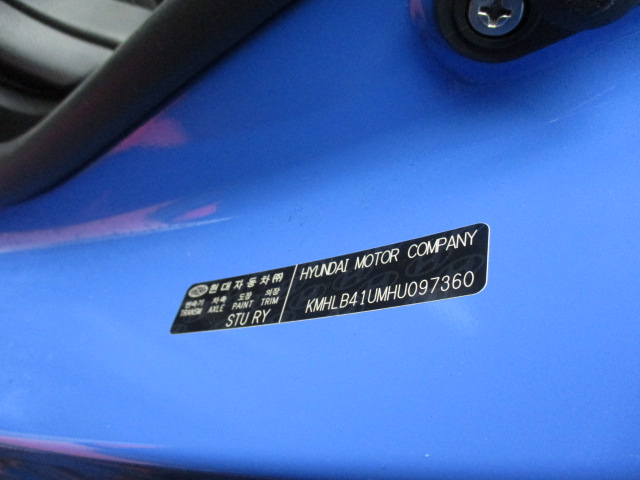 현대자동차(주)
변속기 차축 도장 의장
TRANSM AXLE PAINT TRIM
STU RY
HYUNDAI MOTOR COMPANY
KMHLB41UMHU097360